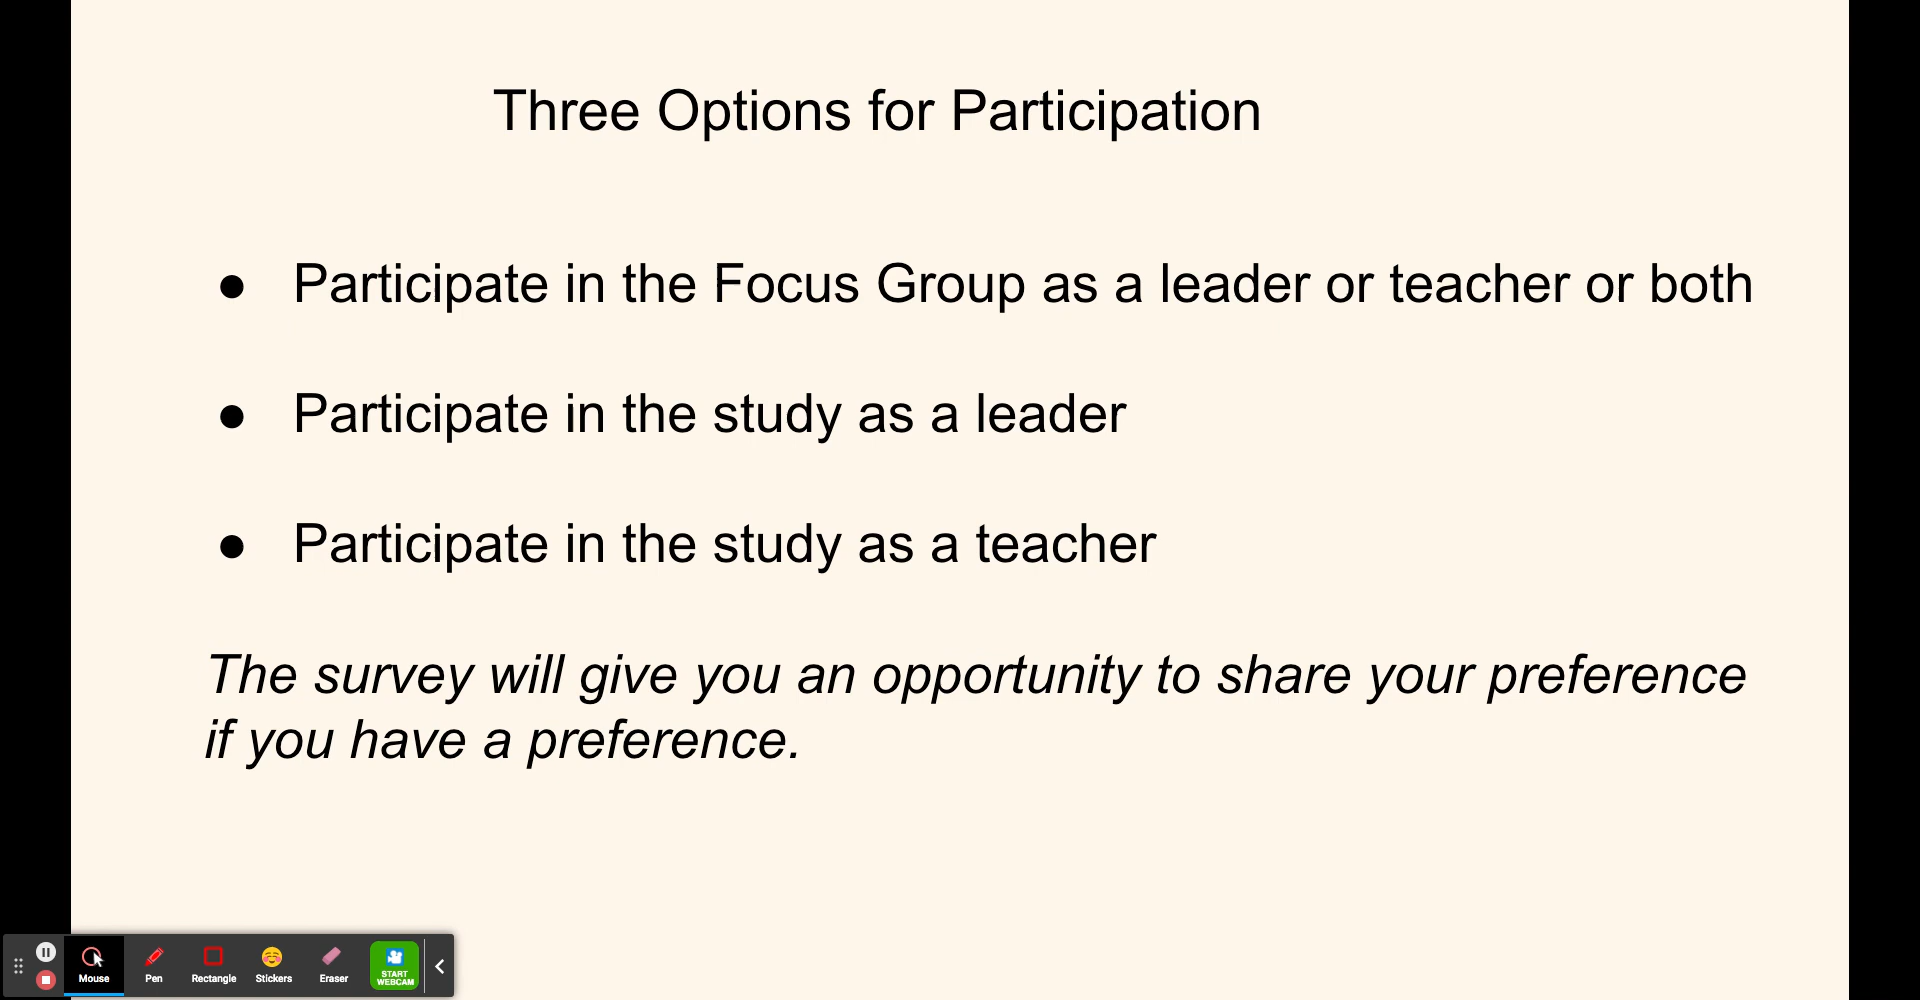 Three Options for Participation
● Participate in the Focus Group as a leader or teacher or both
● Participate in the study as a leader
● Participate in the study as a teacher
The survey will give you an opportunity to share your preference
if you have a preference.
Mouse Pen Rectangle Stickers Eraser START
WEBCAM